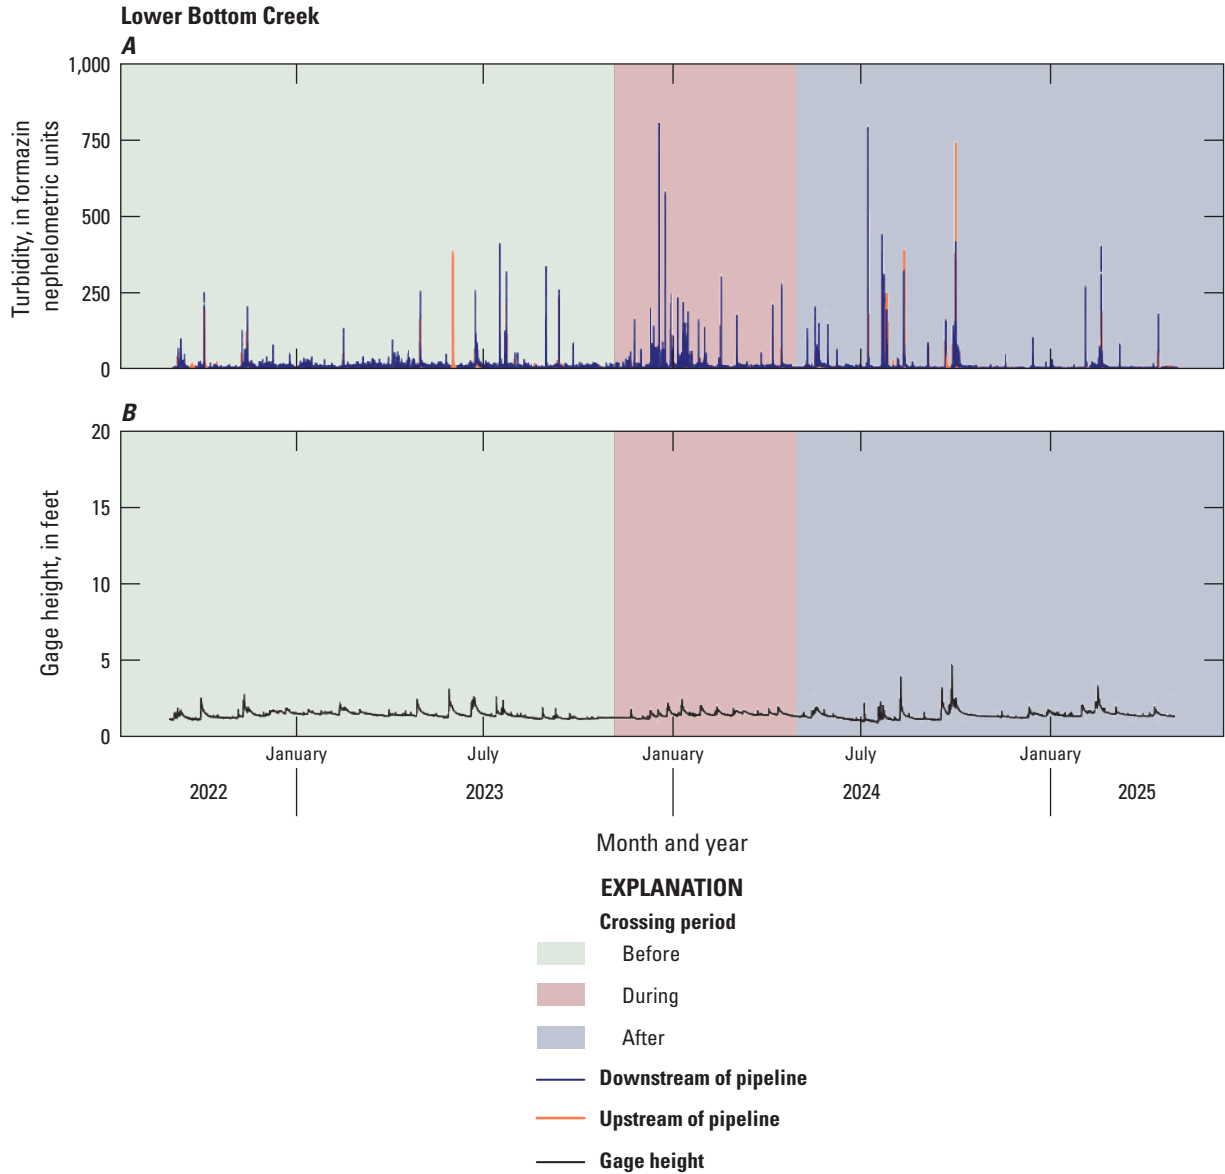 Lower Bottom Creek
A
1,000
750
500
250
0
Turbidity, in formazin
nephelometric units
B
20
15
10
5
0
Gage height, in feet
January July January July January
2022 2023 2024 2025
Month and year
EXPLANATION
Crossing period
Before
During
After
Downstream of pipeline
Upstream of pipeline
Gage height